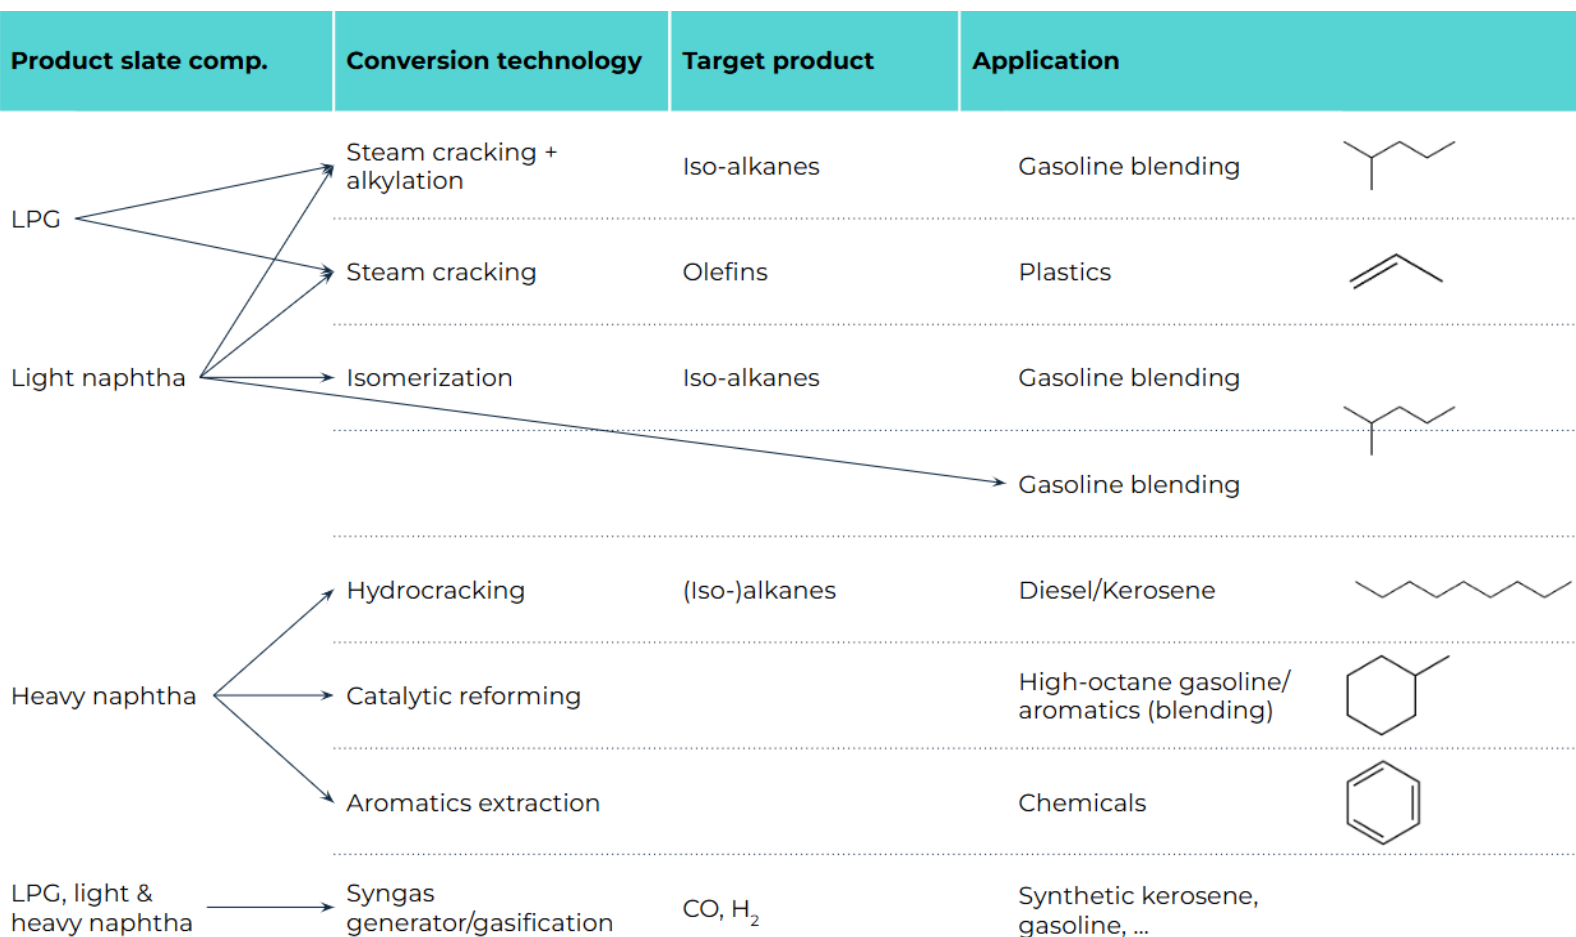 Product slate comp. Conversion technology Target product Application
Steam cracking +
alkylation
Iso-alkanes
Gasoline blending
LPG
Steam cracking
Olefins
Plastics
Light naphtha
Isomerization
Iso-alkanes
Gasoline blending
Gasoline blending
Hydrocracking
(Iso-)alkanes
Diesel/Kerosene
Heavy naphtha
Catalytic reforming
High-octane gasoline/
aromatics (blending)
Aromatics extraction
Chemicals
LPG, light &
heavy naphtha
Syngas
generator/gasification
CO, H₂
Synthetic kerosene,
gasoline, ...